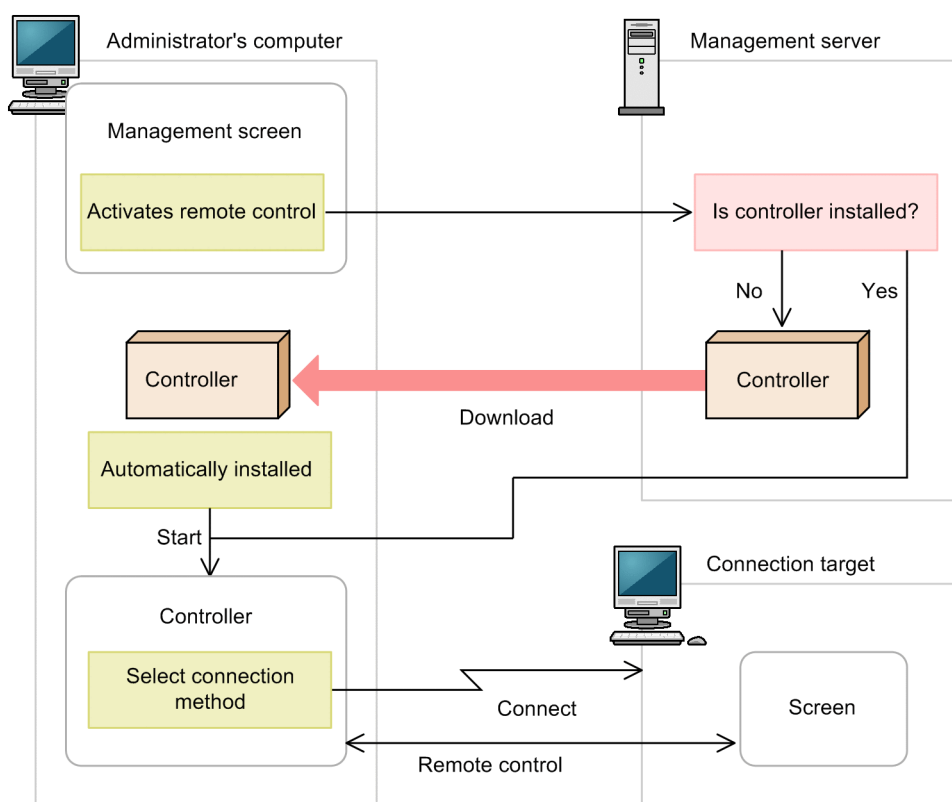 Administrator's computer
Management server
Management screen
Activates remote control
Is controller installed?
No
Yes
Controller
Controller
Download
Automatically installed
Start
Connection target
Controller
Select connection
method
Connect
Screen
Remote control